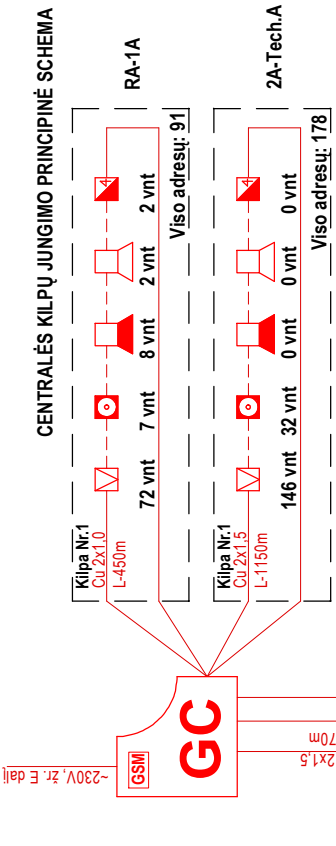 CENTRALĖS KILPŲ JUNGIMO PRINCIPINĖ SCHEMA
Kilpa Nr.1
Cu 2x1,0
L-450m
4
72 vnt
7 vnt
8 vnt
2 vnt
2 vnt
Viso adresų: 91
RA-1A
Kilpa Nr.1
Cu 2x1,5
L-1150m
4
146 vnt
32 vnt
0 vnt
0 vnt
0 vnt
Viso adresų: 178
2A-Tech.A
~230V, žr. E dalį
GSM
GC
2x1,5
70m